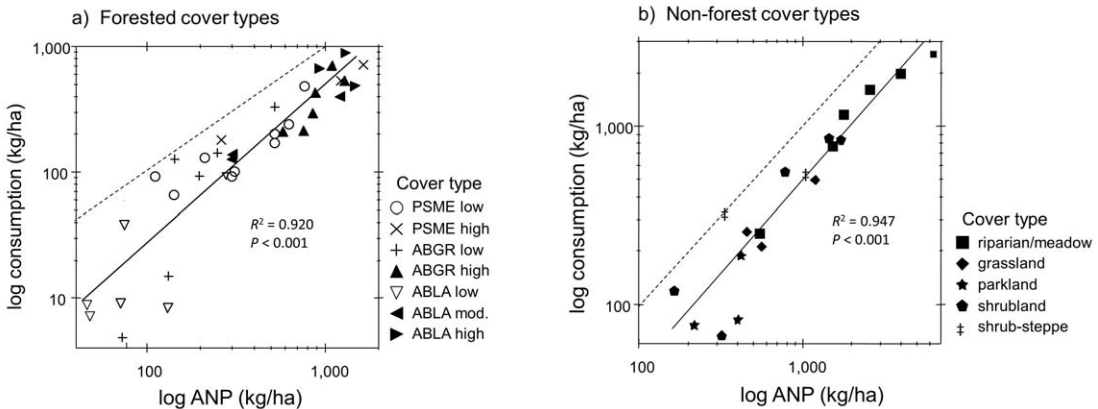 a) Forested cover types
1,000
100
10
100
1,000
log consumption (kg/ha)
log ANP (kg/ha)
R² = 0.920
P < 0.001
Cover type
PSME low
PSME high
ABGR low
ABGR high
ABLA low
ABLA mod.
ABLA high
b) Non-forest cover types
1,000
100
100
1,000
log consumption (kg/ha)
log ANP (kg/ha)
R² = 0.947
P < 0.001
Cover type
riparian/meadow
grassland
parkland
shrubland
shrub-steppe